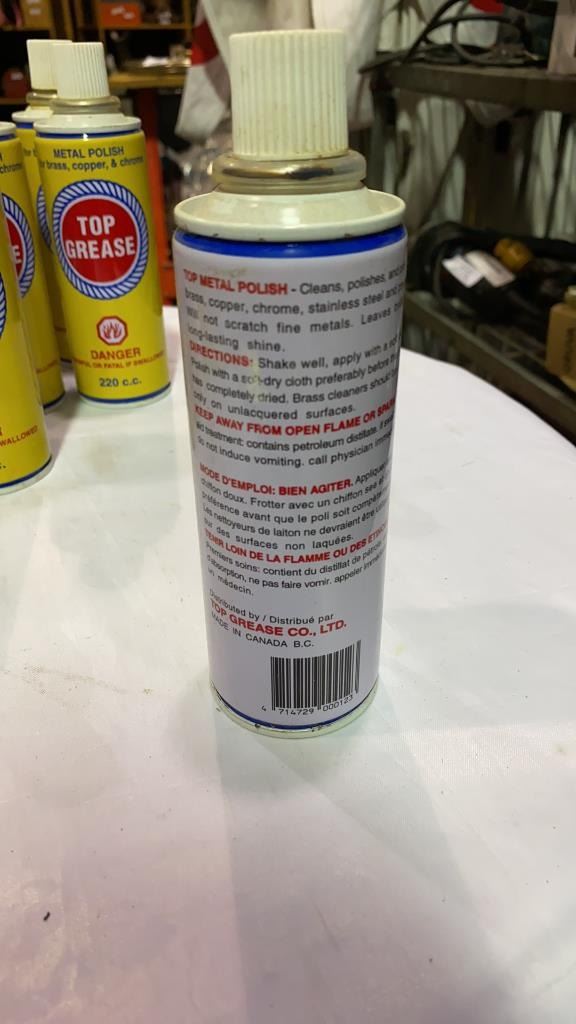 METAL POLISH
brass, copper, & chrome
TOP
GREASE
DANGER
OR FATAL IF SWALLOWED
220 c.c.
TOP METAL POLISH - Cleans, polishes, and
brass, copper, chrome, stainless steel and
Will not scratch fine metals. Leaves
long-lasting shine.
DIRECTIONS: Shake well, apply with a
Polish with a soft-dry cloth preferably before
has completely dried. Brass cleaners should
only on unlacquered surfaces.
KEEP AWAY FROM OPEN FLAME OR
aid treatment: contains petroleum distillate.
do not induce vomiting. call physician
MODE D'EMPLOI: BIEN AGITER.
chiffon doux. Frotter avec un chiffon
préférence avant que le poli soit
Les nettoyeurs de laiton ne devraient être
sur des surfaces non laquées.
TENIR LOIN DE LA FLAMME OU DES
Premiers soins: contient du distillat de
d'absorption, ne pas faire vomir. appeler
un médecin.
Distributed by / Distribué par
TOP GREASE CO., LTD.
MADE IN CANADA B.C.
4 714729 000123